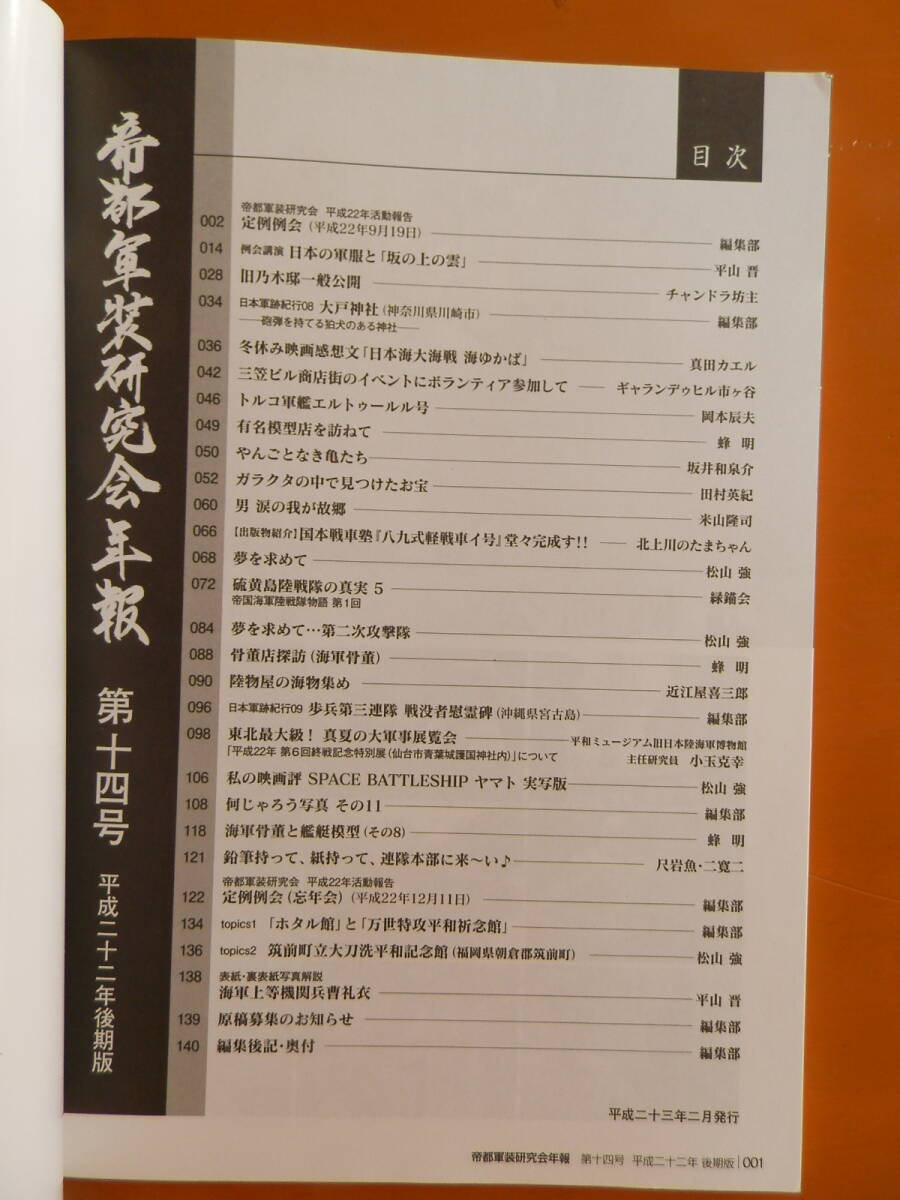 帝都軍装研究会年報 第十四号 平成二十二年後期版
目次
帝都軍装研究会 平成22年活動報告
002 定例例会(平成22年9月19日) 編集部
014 例会講演 日本の軍服と「坂の上の雲」 平山 晋
028 旧乃木邸一般公開 チャンドラ坊主
034 日本軍跡紀行08 大戸神社(神奈川県川崎市) 編集部
──砲弾を持てる狛犬のある神社──
036 冬休み映画感想文「日本海大海戦 海ゆかば」 真田カエル
042 三笠ビル商店街のイベントにボランティア参加して ギャランデゥヒル市ヶ谷
046 トルコ軍艦エルトゥールル号 岡本辰夫
049 有名模型店を訪ねて 蜂 明
050 やんごとなき亀たち 坂井和泉介
052 ガラクタの中で見つけたお宝 田村英紀
060 男 涙の我が故郷 米山隆司
066 【出版物紹介】国本戦車塾『八九式軽戦車イ号』堂々完成す!! 北上川のたまちゃん
068 夢を求めて 松山 強
072 硫黄島陸戦隊の真実 5 緑錨会
帝国海軍陸戦隊物語 第1回
084 夢を求めて…第二次攻撃隊 松山 強
088 骨董店探訪(海軍骨董) 蜂 明
090 陸物屋の海物集め 近江屋喜三郎
096 日本軍跡紀行09 歩兵第三連隊 戦没者慰霊碑(沖縄県宮古島) 編集部
098 東北最大級! 真夏の大軍事展覧会 平和ミュージアム旧日本陸海軍博物館
「平成22年 第6回終戦記念特別展(仙台市青葉城護国神社内)」について 主任研究員 小玉克幸
106 私の映画評 SPACE BATTLESHIP ヤマト 実写版 松山 強
108 何じゃろう写真 その11 編集部
118 海軍骨董と艦艇模型(その8) 蜂 明
121 鉛筆持って、紙持って、連隊本部に来〜い♪ 尺岩魚・二寛二
帝都軍装研究会 平成22年活動報告
122 定例例会(忘年会)(平成22年12月11日) 編集部
134 topics1 「ホタル館」と「万世特攻平和祈念館」 編集部
136 topics2 筑前町立大刀洗平和記念館(福岡県朝倉郡筑前町) 松山 強
138 表紙・裏表紙写真解説
海軍上等機関兵曹礼衣 平山 晋
139 原稿募集のお知らせ 編集部
140 編集後記・奥付 編集部
平成二十三年二月発行
帝都軍装研究会年報 第十四号 平成二十二年 後期版|001